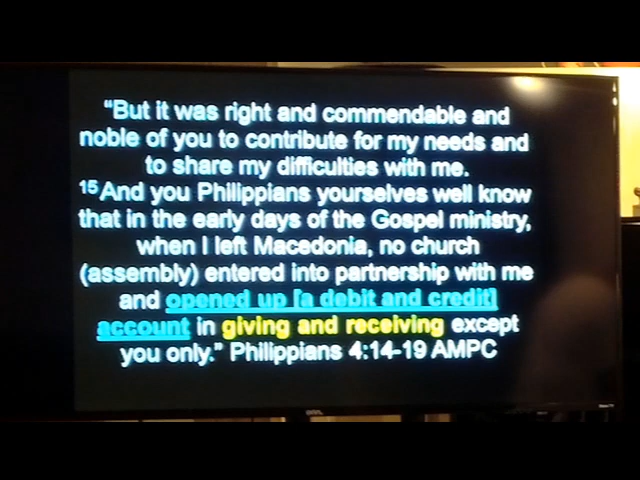 “But it was right and commendable and
noble of you to contribute for my needs and
to share my difficulties with me.
15 And you Philippians yourselves well know
that in the early days of the Gospel ministry,
when I left Macedonia, no church
(assembly) entered into partnership with me
and opened up [a debit and credit]
account in giving and receiving except
you only.” Philippians 4:14-19 AMPC